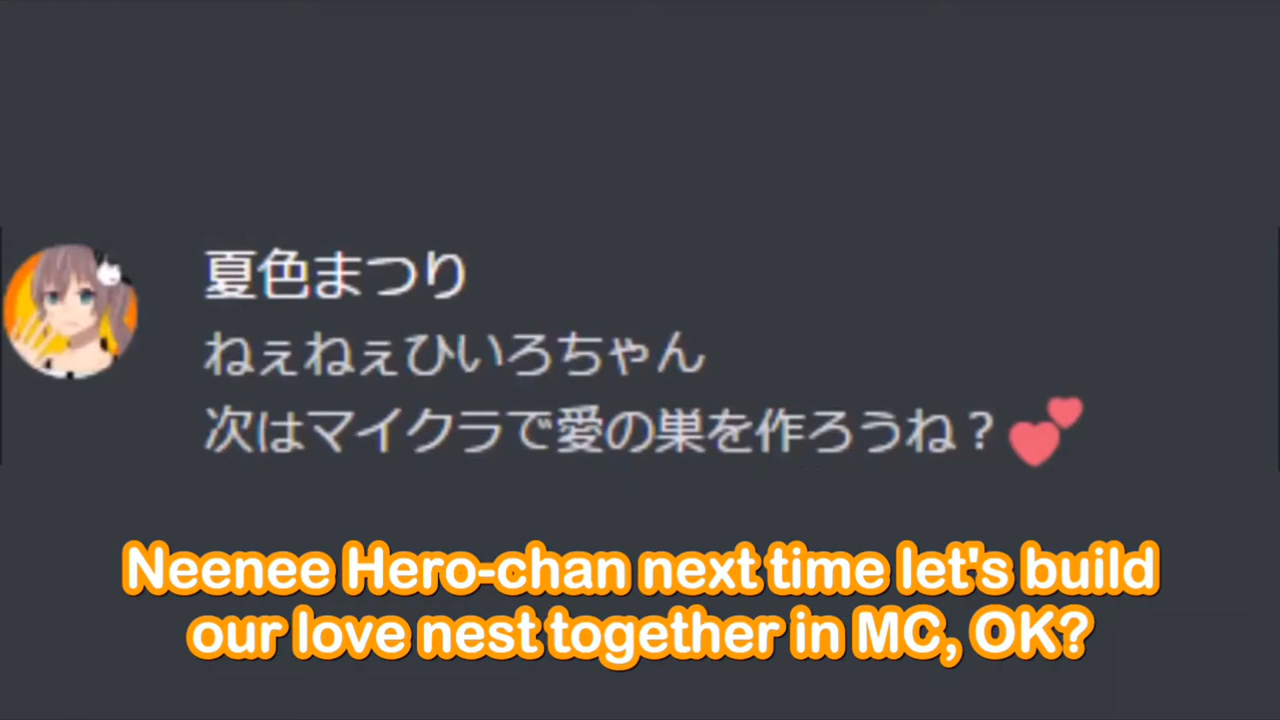 夏色まつり
ねぇねぇひいろちゃん
次はマイクラで愛の巣を作ろうね？💕
Neenee Hero-chan next time let's build
our love nest together in MC, OK?